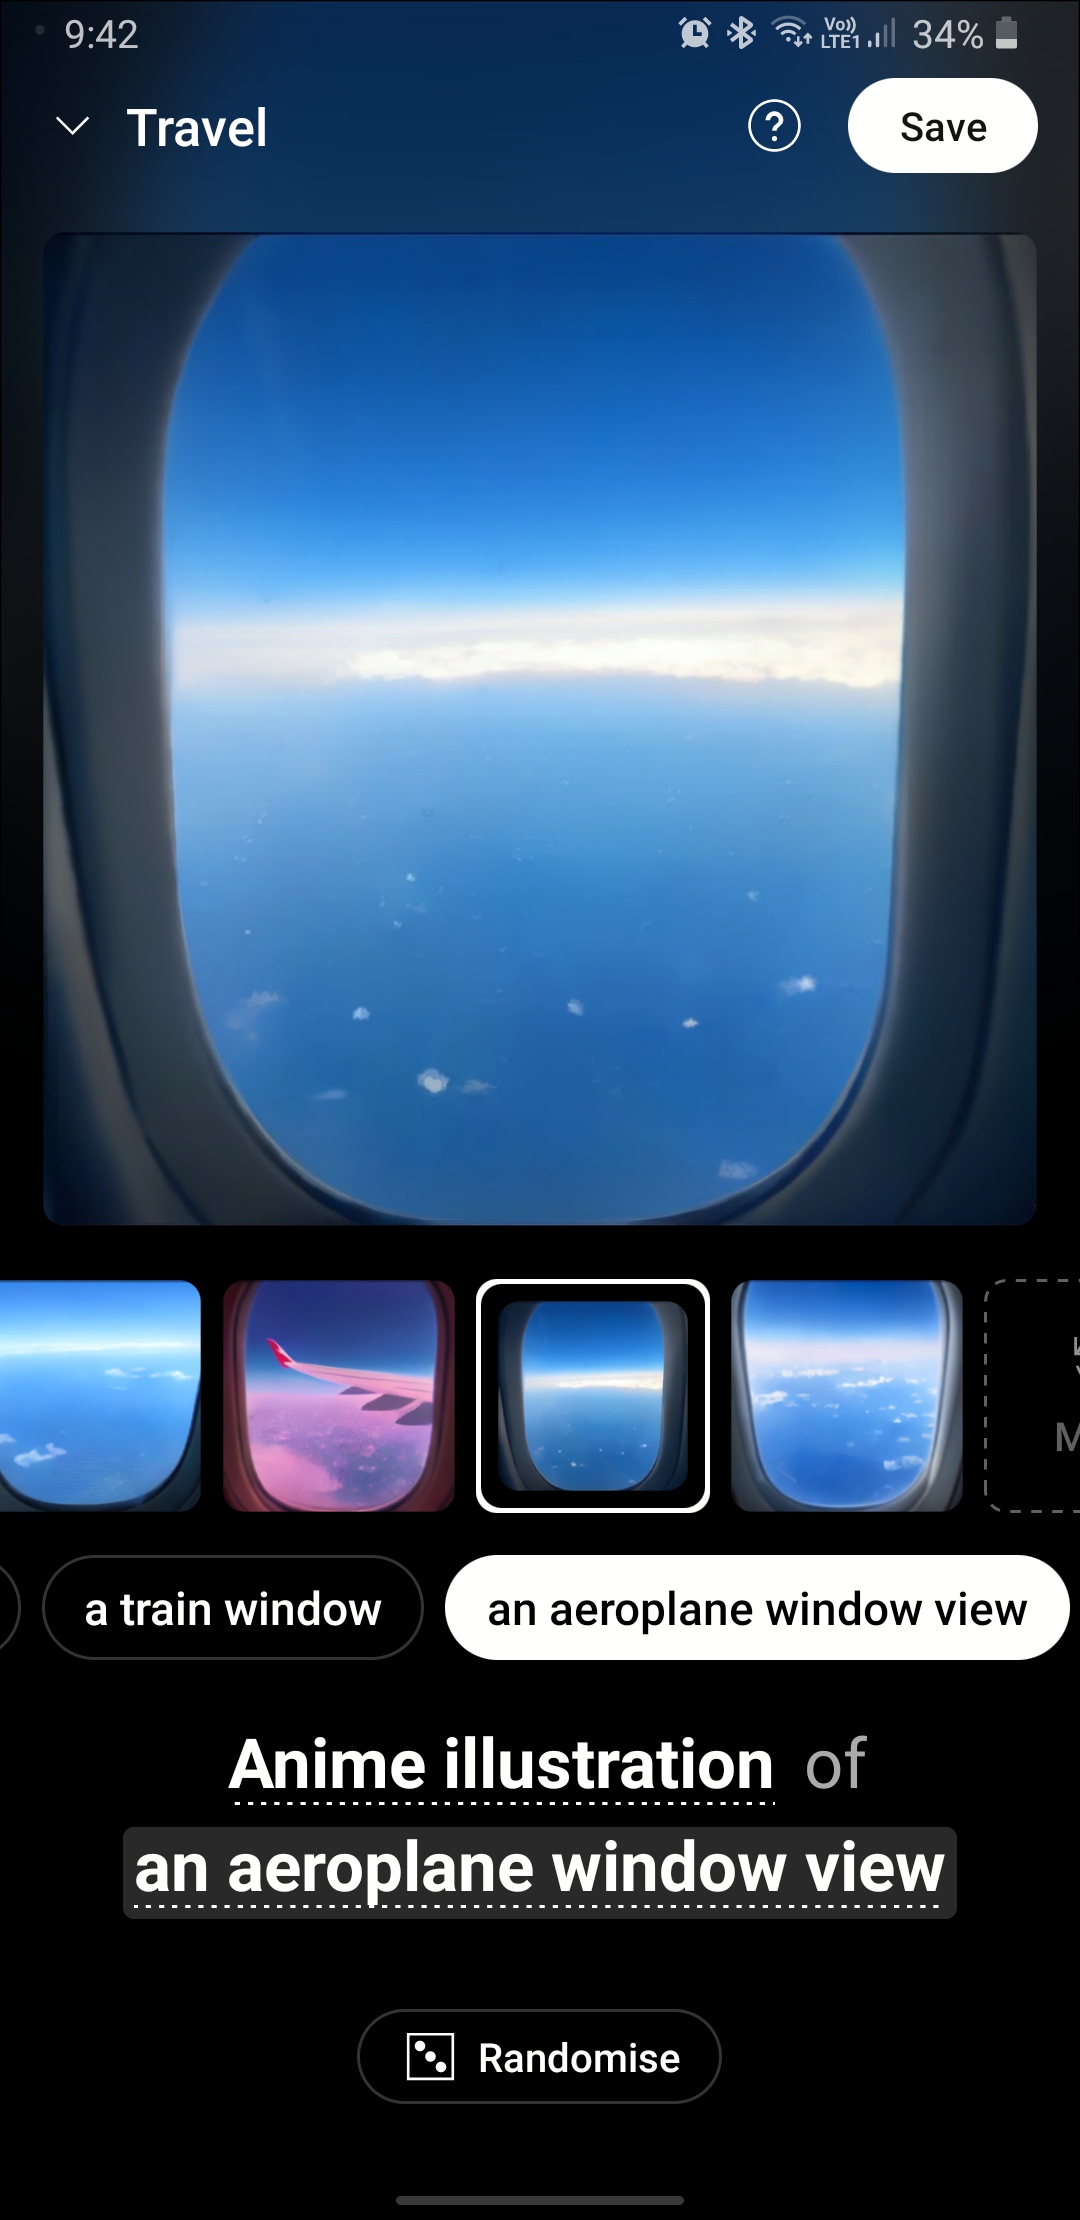 9:42
Vo))
LTE1
34%
Travel
?
Save
M
a train window
an aeroplane window view
Anime illustration of
an aeroplane window view
Randomise